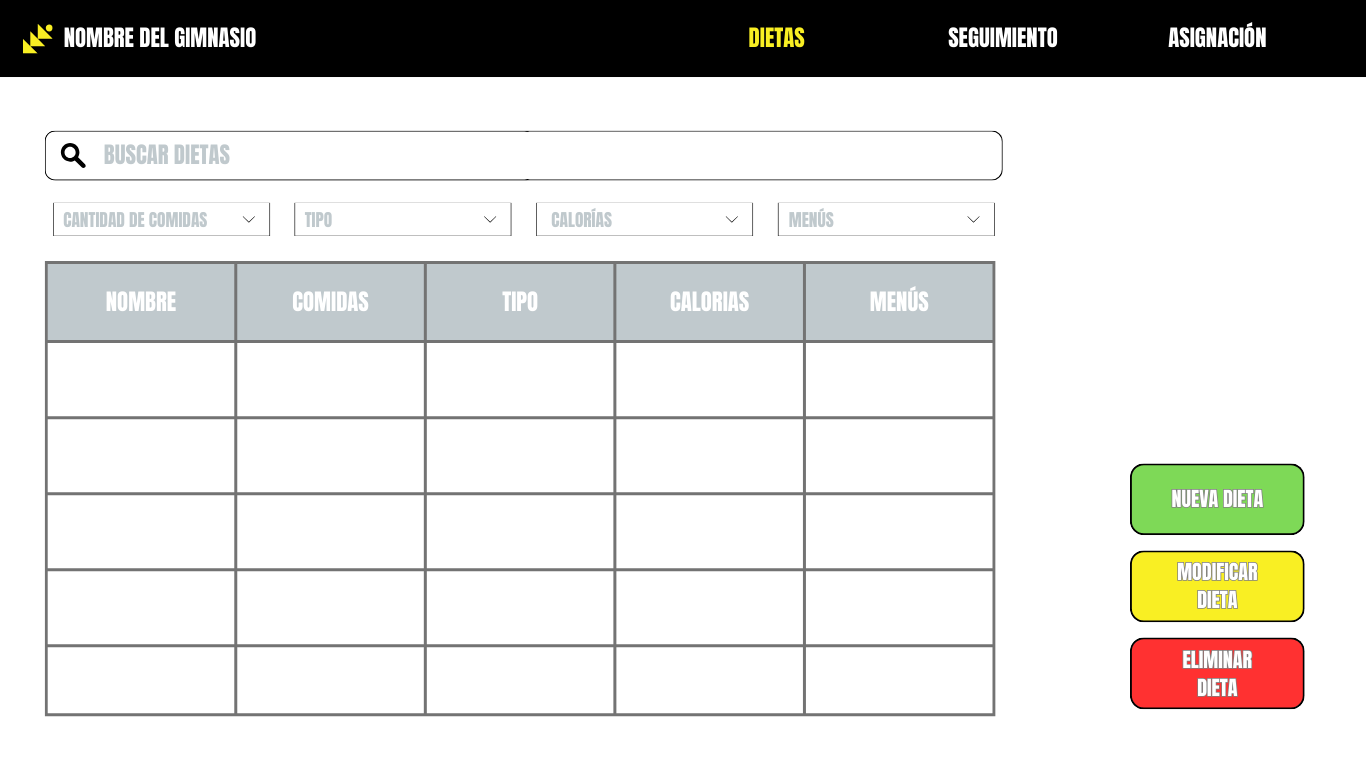 NOMBRE DEL GIMNASIO
DIETAS
SEGUIMIENTO
ASIGNACIÓN
BUSCAR DIETAS
CANTIDAD DE COMIDAS
TIPO
CALORÍAS
MENÚS
NOMBRE
COMIDAS
TIPO
CALORIAS
MENÚS
NUEVA DIETA
MODIFICAR
DIETA
ELIMINAR
DIETA